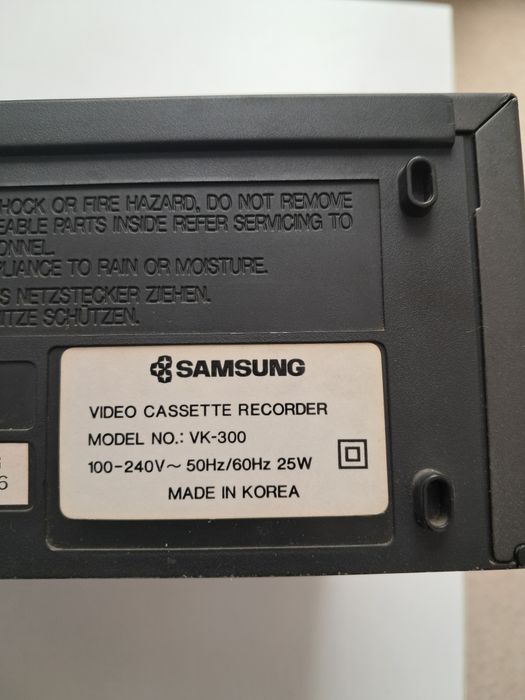 HOCK OR FIRE HAZARD, DO NOT REMOVE
EABLE PARTS INSIDE REFER SERVICING TO
ONNEL.
PLIANCE TO RAIN OR MOISTURE.
S NETZSTECKER ZIEHEN.
ITZE SCHÜTZEN.
SAMSUNG
VIDEO CASSETTE RECORDER
MODEL NO.: VK-300
100-240V~ 50Hz/60Hz 25W
MADE IN KOREA
6